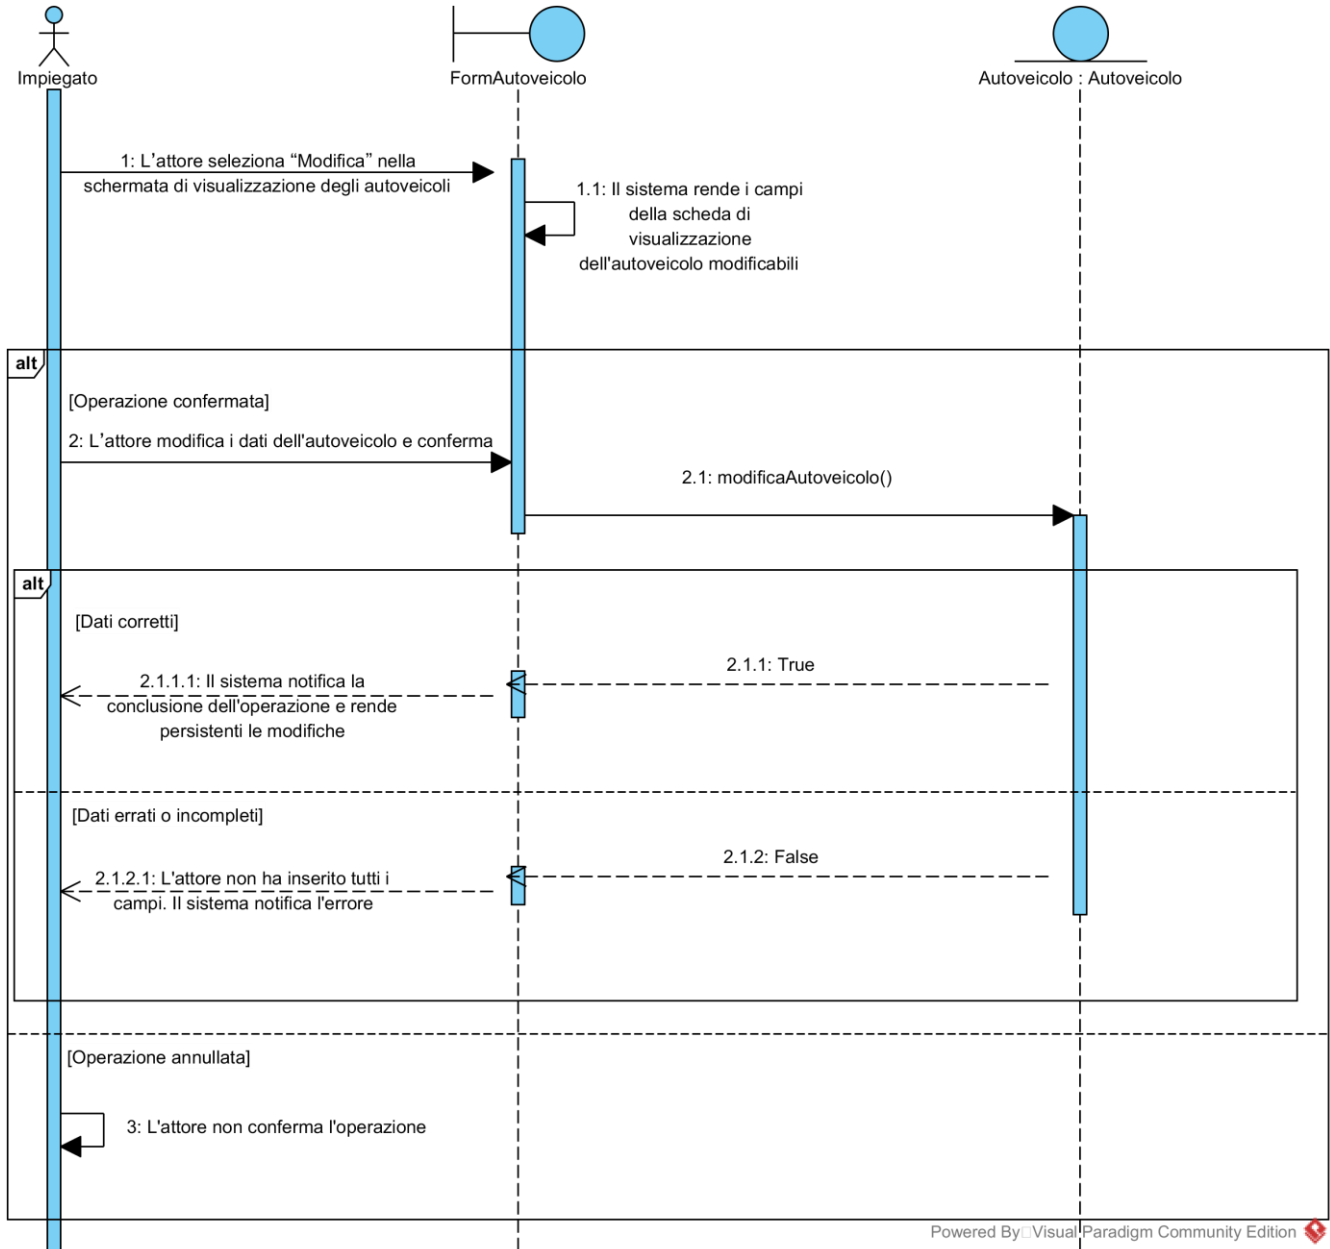 Impiegato
FormAutoveicolo
Autoveicolo : Autoveicolo
1: L'attore seleziona “Modifica” nella
schermata di visualizzazione degli autoveicoli
1.1: Il sistema rende i campi
della scheda di
visualizzazione
dell'autoveicolo modificabili
alt
[Operazione confermata]
2: L'attore modifica i dati dell'autoveicolo e conferma
2.1: modificaAutoveicolo()
alt
[Dati corretti]
2.1.1: True
2.1.1.1: Il sistema notifica la
conclusione dell'operazione e rende
persistenti le modifiche
[Dati errati o incompleti]
2.1.2: False
2.1.2.1: L'attore non ha inserito tutti i
campi. Il sistema notifica l'errore
[Operazione annullata]
3: L'attore non conferma l'operazione
Powered By Visual Paradigm Community Edition